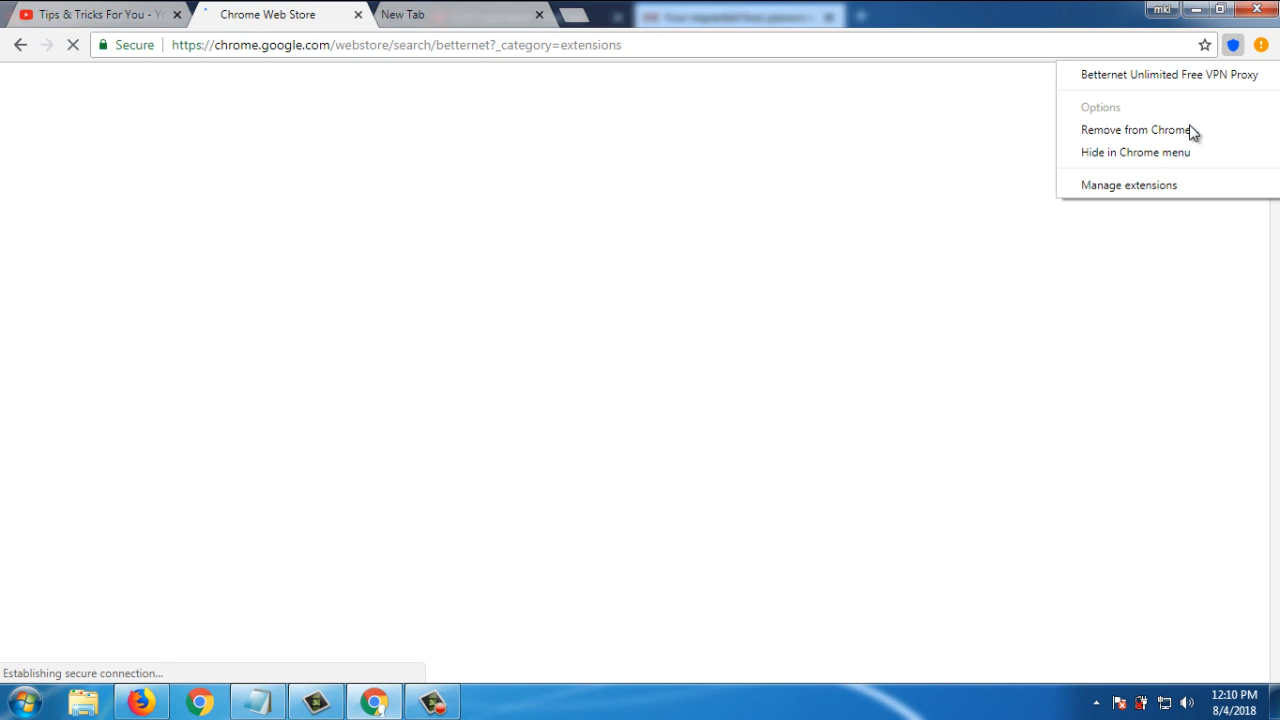 Tips & Tricks For You - Y
Chrome Web Store
New Tab
mki
Secure
https://chrome.google.com/webstore/search/betternet?_category=extensions
Betternet Unlimited Free VPN Proxy
Options
Remove from Chrome
Hide in Chrome menu
Manage extensions
Establishing secure connection...
12:10 PM
8/4/2018